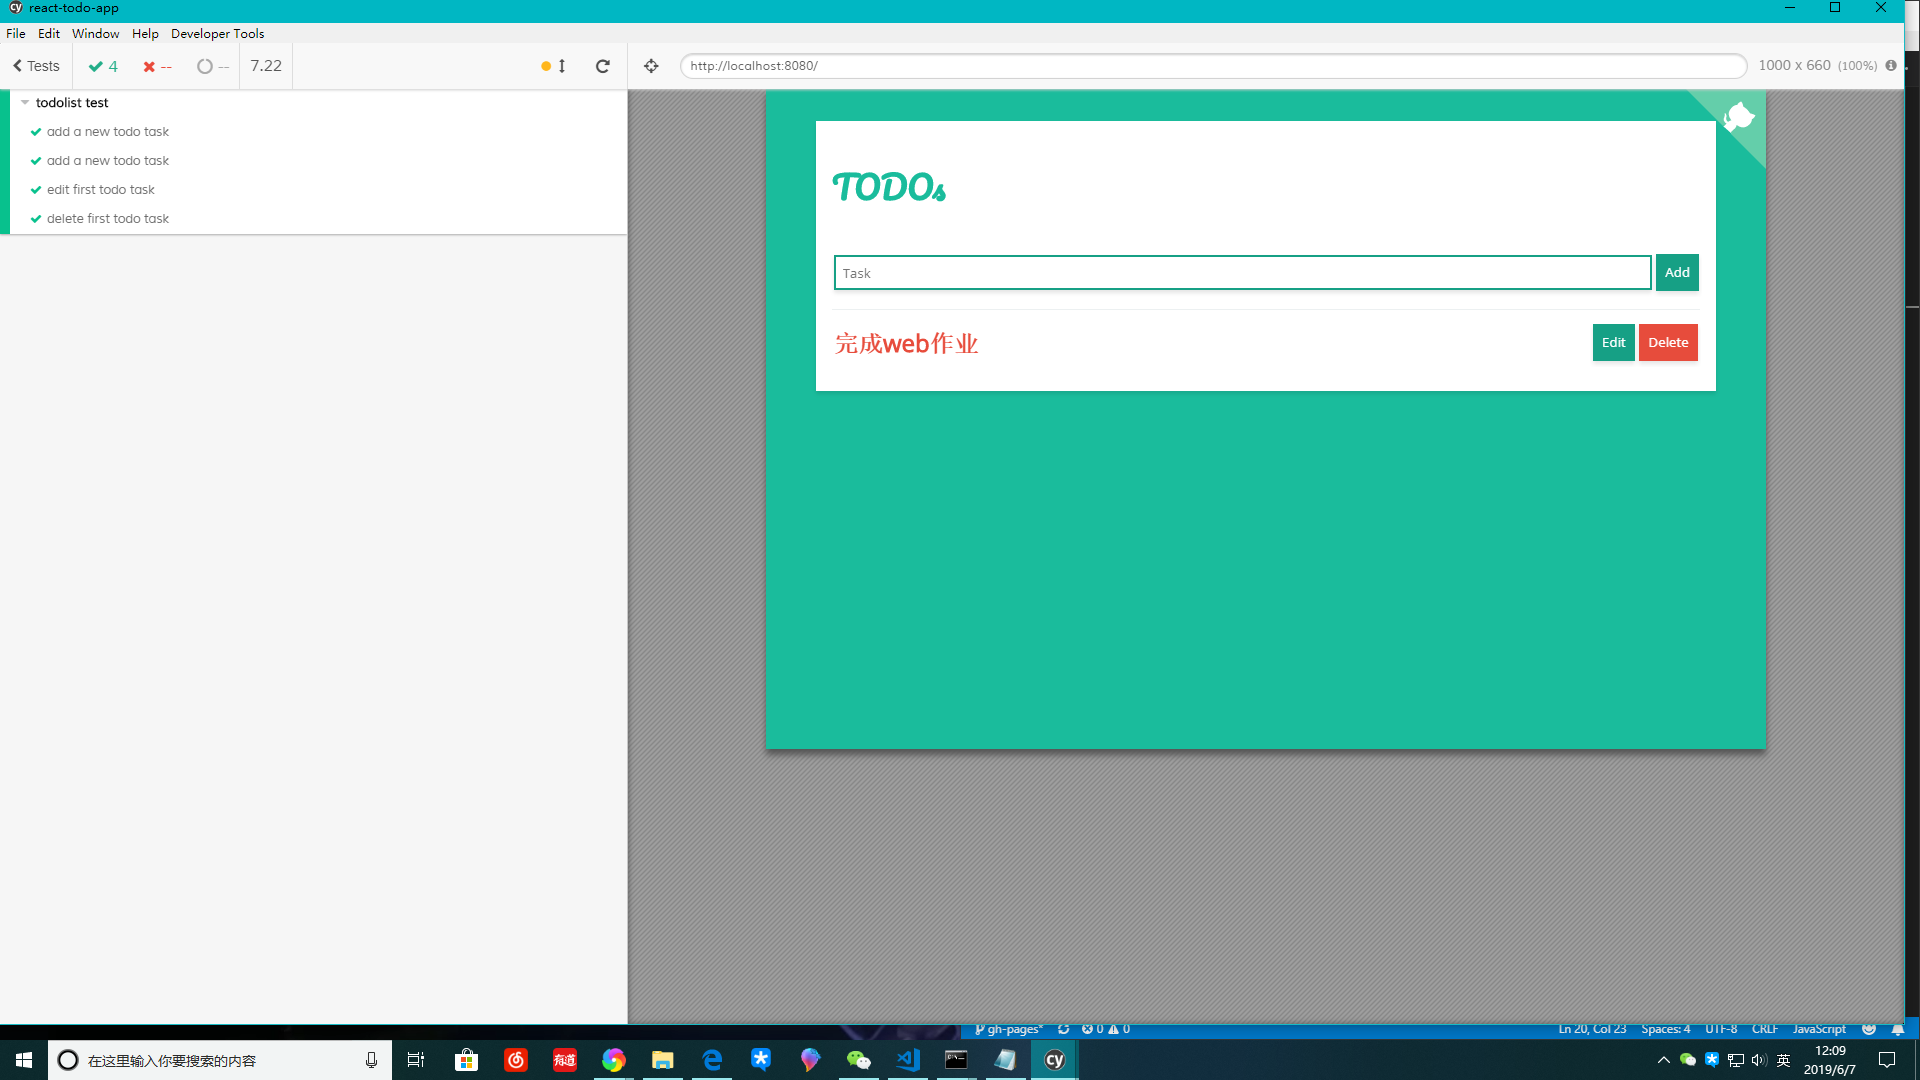 cy react-todo-app
File Edit Window Help Developer Tools
Tests 4 -- -- 7.22
http://localhost:8080/
1000 x 660 (100%)
todolist test
add a new todo task
add a new todo task
edit first todo task
delete first todo task
TODOs
Task
Add
完成web作业
Edit
Delete
gh-pages* 0 0
Ln 20, Col 23 Spaces: 4 UTF-8 CRLF JavaScript
在这里输入你要搜索的内容
有道
cy
英
12:09
2019/6/7